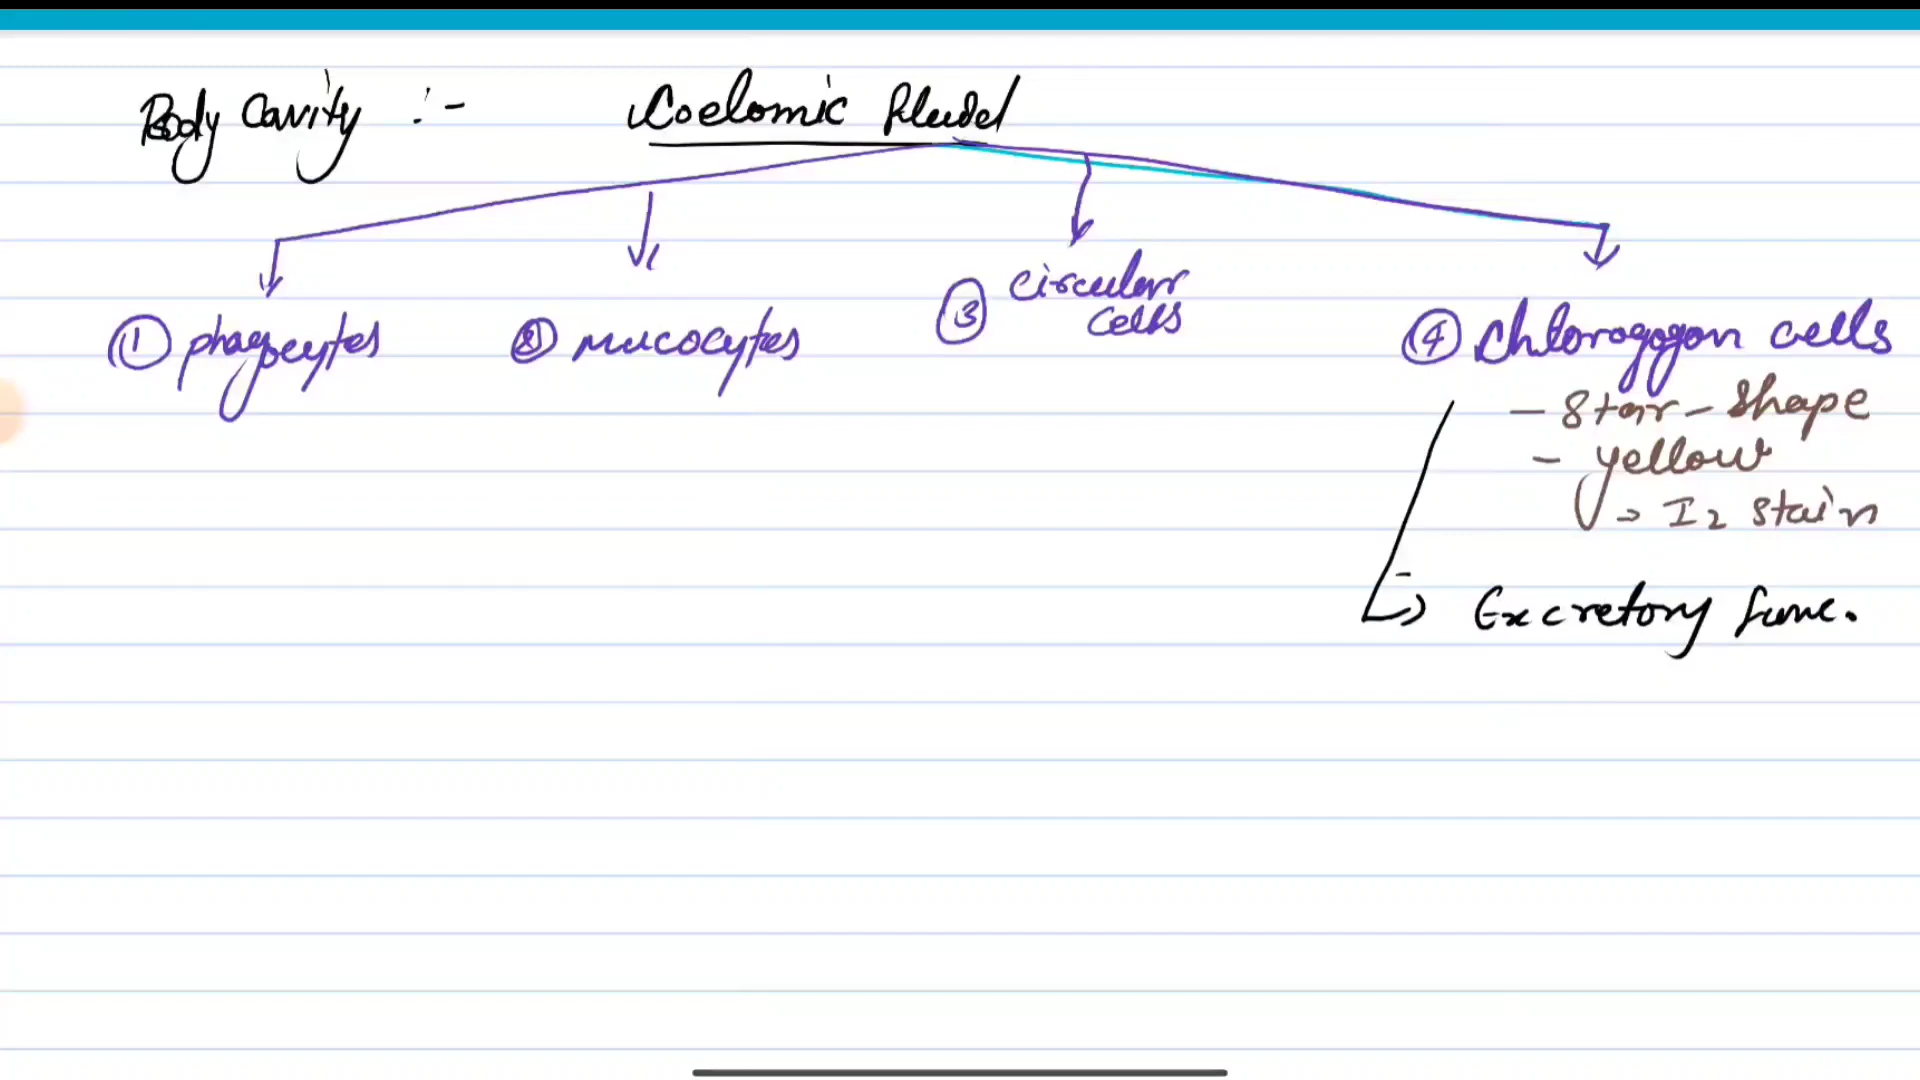 Body Cavity :- Coelomic fluid
① phagocytes ② mucocytes ③ circular cells ④ Chloragogon cells
- Star-shape
- yellow
→ I2 stain
→ Excretory func.